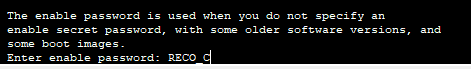 The enable password is used when you do not specify an
enable secret password, with some older software versions, and
some boot images.
Enter enable password: RECO_C